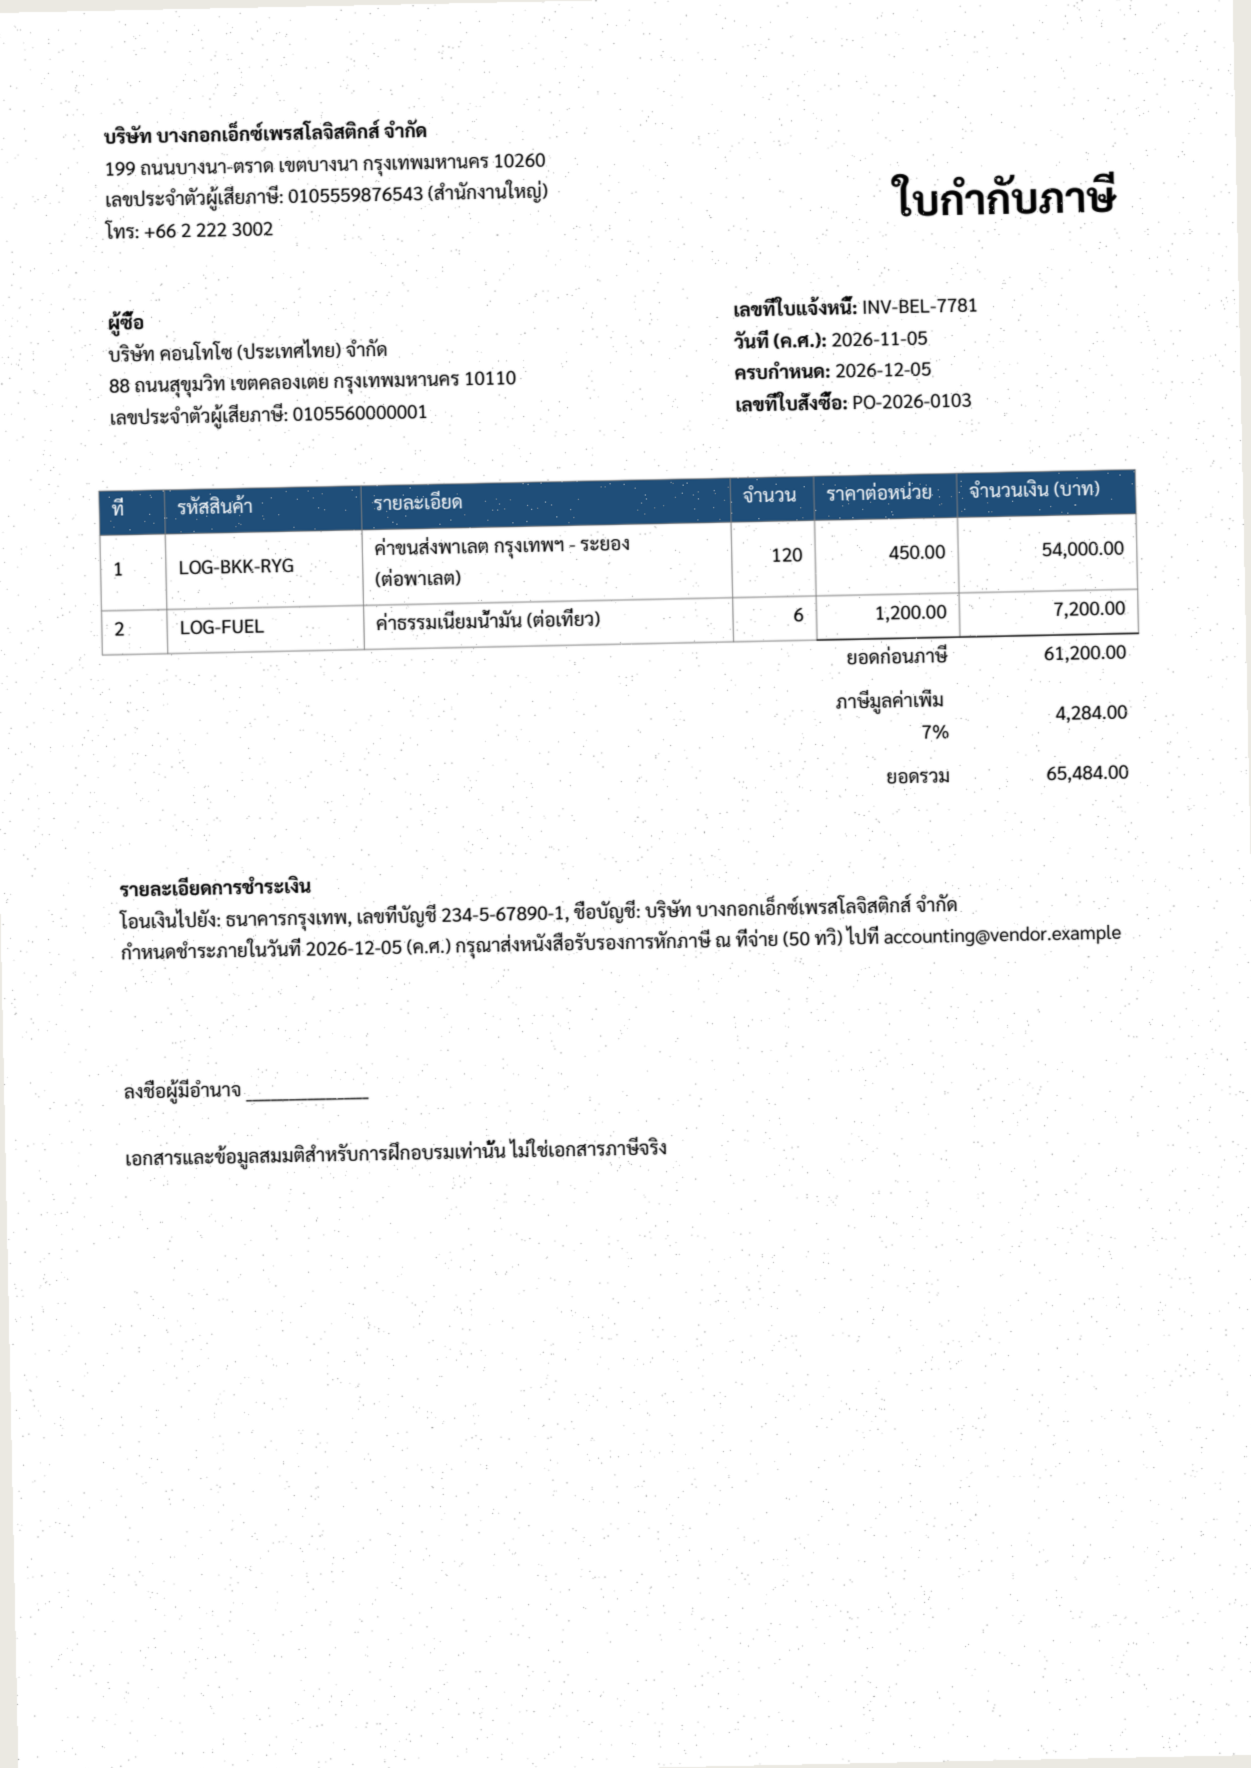 บริษัท บางกอกเอ็กซ์เพรสโลจิสติกส์ จำกัด
199 ถนนบางนา-ตราด เขตบางนา กรุงเทพมหานคร 10260
เลขประจำตัวผู้เสียภาษี: 0105559876543 (สำนักงานใหญ่)
โทร: +66 2 222 3002
ใบกำกับภาษี
ผู้ซื้อ
บริษัท คอนโทโซ (ประเทศไทย) จำกัด
88 ถนนสุขุมวิท เขตคลองเตย กรุงเทพมหานคร 10110
เลขประจำตัวผู้เสียภาษี: 0105560000001
เลขที่ใบแจ้งหนี้: INV-BEL-7781
วันที่ (ค.ศ.): 2026-11-05
ครบกำหนด: 2026-12-05
เลขที่ใบสั่งซื้อ: PO-2026-0103
ที่ รหัสสินค้า รายละเอียด จำนวน ราคาต่อหน่วย จำนวนเงิน (บาท)
1 LOG-BKK-RYG ค่าขนส่งพาเลต กรุงเทพฯ - ระยอง 120 450.00 54,000.00
(ต่อพาเลต)
2 LOG-FUEL ค่าธรรมเนียมน้ำมัน (ต่อเที่ยว) 6 1,200.00 7,200.00
ยอดก่อนภาษี 61,200.00
ภาษีมูลค่าเพิ่ม 4,284.00
7%
ยอดรวม 65,484.00
รายละเอียดการชำระเงิน
โอนเงินไปยัง: ธนาคารกรุงเทพ, เลขที่บัญชี 234-5-67890-1, ชื่อบัญชี: บริษัท บางกอกเอ็กซ์เพรสโลจิสติกส์ จำกัด
กำหนดชำระภายในวันที่ 2026-12-05 (ค.ศ.) กรุณาส่งหนังสือรับรองการหักภาษี ณ ที่จ่าย (50 ทวิ) ไปที่ accounting@vendor.example
ลงชื่อผู้มีอำนาจ ______________
เอกสารและข้อมูลสมมติสำหรับการฝึกอบรมเท่านั้น ไม่ใช่เอกสารภาษีจริง